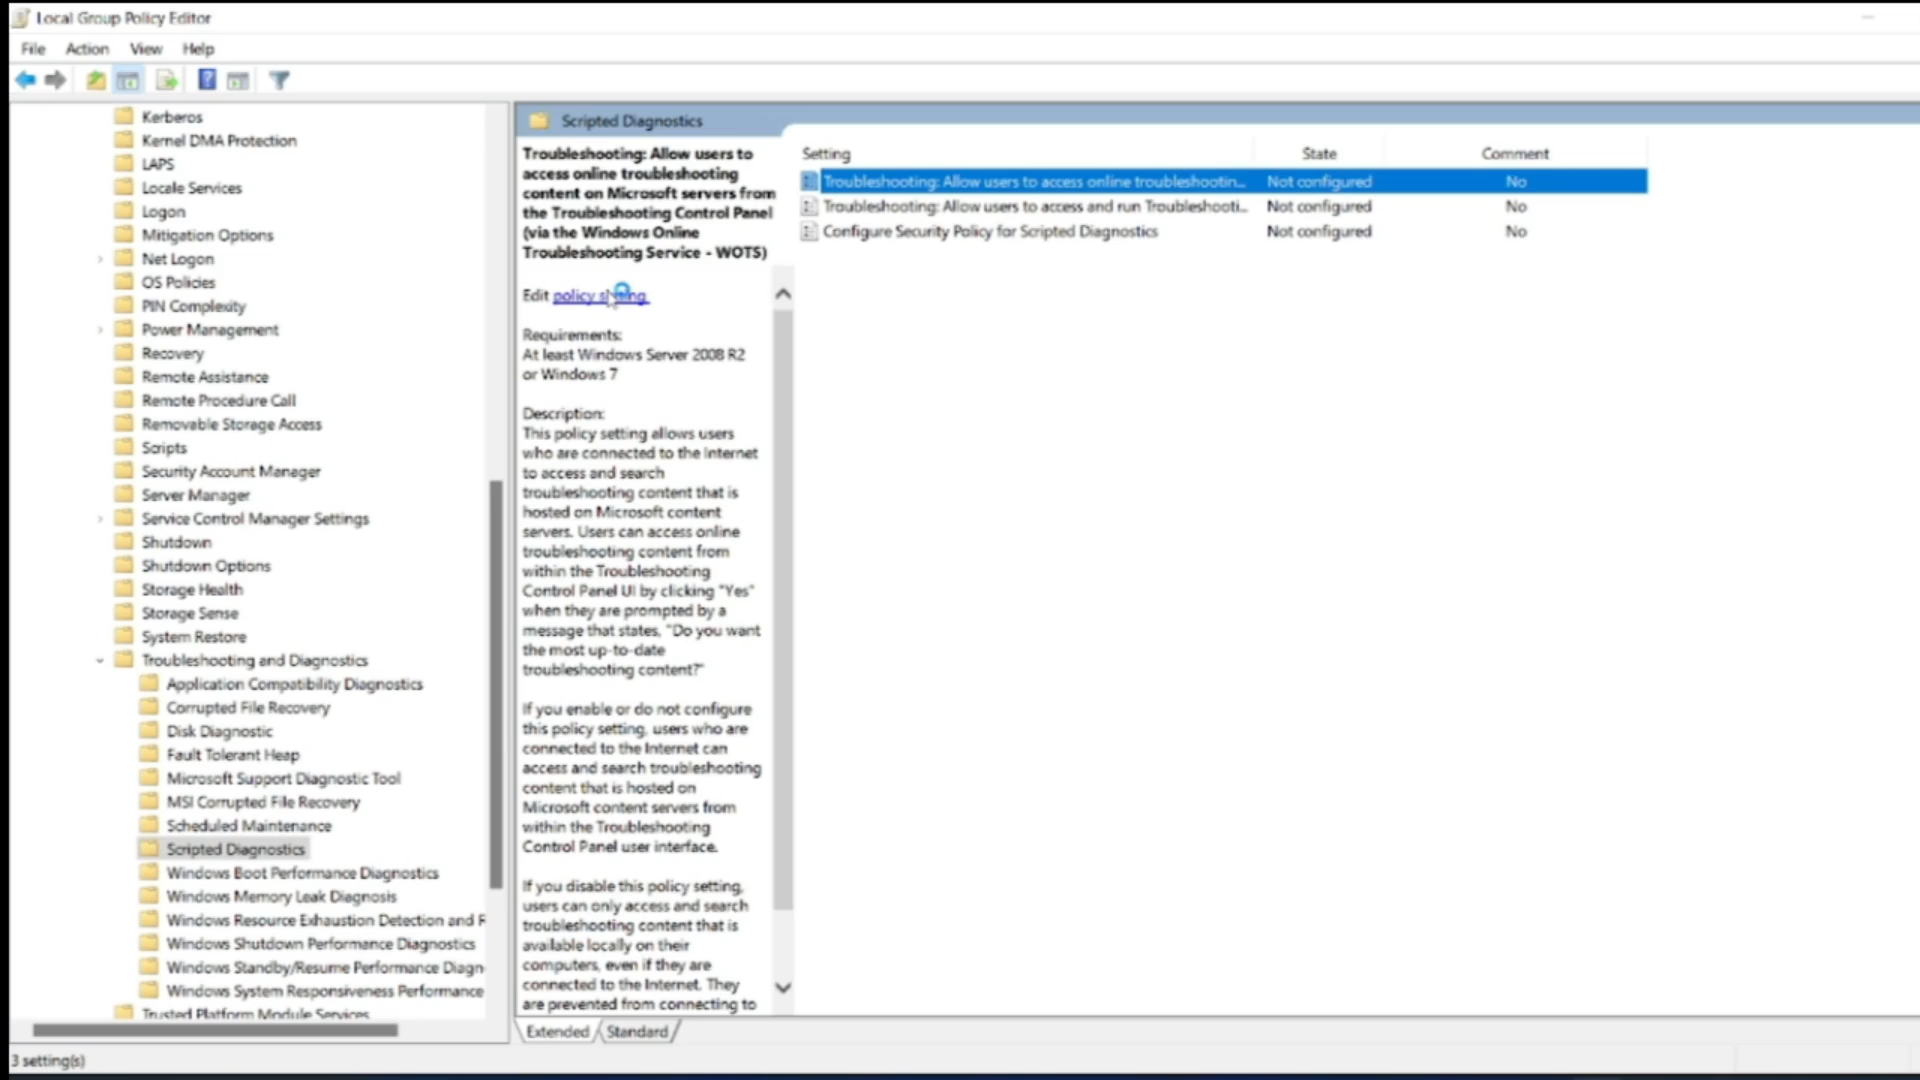 Local Group Policy Editor
File Action View Help
Kerberos
Kernel DMA Protection
LAPS
Locale Services
Logon
Mitigation Options
Net Logon
OS Policies
PIN Complexity
Power Management
Recovery
Remote Assistance
Remote Procedure Call
Removable Storage Access
Scripts
Security Account Manager
Server Manager
Service Control Manager Settings
Shutdown
Shutdown Options
Storage Health
Storage Sense
System Restore
Troubleshooting and Diagnostics
Application Compatibility Diagnostics
Corrupted File Recovery
Disk Diagnostic
Fault Tolerant Heap
Microsoft Support Diagnostic Tool
MSI Corrupted File Recovery
Scheduled Maintenance
Scripted Diagnostics
Windows Boot Performance Diagnostics
Windows Memory Leak Diagnosis
Windows Resource Exhaustion Detection and R
Windows Shutdown Performance Diagnostics
Windows Standby/Resume Performance Diagn
Windows System Responsiveness Performance
Trusted Platform Module Services
Scripted Diagnostics
Troubleshooting: Allow users to
access online troubleshooting
content on Microsoft servers from
the Troubleshooting Control Panel
(via the Windows Online
Troubleshooting Service - WOTS)
Edit policy setting
Requirements:
At least Windows Server 2008 R2
or Windows 7
Description:
This policy setting allows users
who are connected to the Internet
to access and search
troubleshooting content that is
hosted on Microsoft content
servers. Users can access online
troubleshooting content from
within the Troubleshooting
Control Panel UI by clicking "Yes"
when they are prompted by a
message that states, "Do you want
the most up-to-date
troubleshooting content?"
If you enable or do not configure
this policy setting, users who are
connected to the Internet can
access and search troubleshooting
content that is hosted on
Microsoft content servers from
within the Troubleshooting
Control Panel user interface.
If you disable this policy setting,
users can only access and search
troubleshooting content that is
available locally on their
computers, even if they are
connected to the Internet. They
are prevented from connecting to
Setting State Comment
Troubleshooting: Allow users to access online troubleshootin... Not configured No
Troubleshooting: Allow users to access and run Troubleshooti... Not configured No
Configure Security Policy for Scripted Diagnostics Not configured No
Extended Standard
3 setting(s)